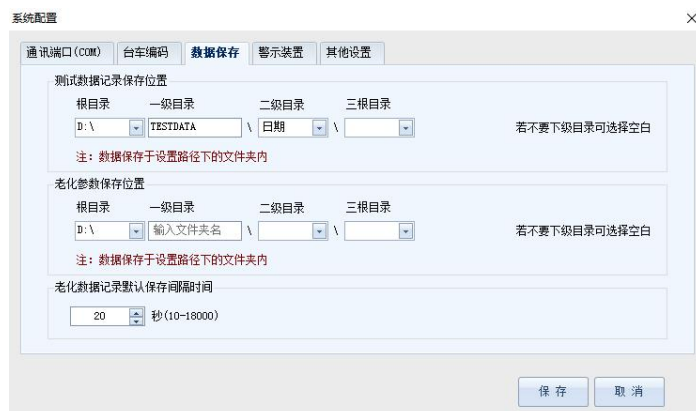 系统配置
通讯端口(COM) 台车编码 数据保存 警示装置 其他设置
测试数据记录保存位置
根目录 一级目录 二级目录 三根目录
D:\ TESTDATA \ 日期 \ 若不要下级目录可选择空白
注：数据保存于设置路径下的文件夹内
老化参数保存位置
根目录 一级目录 二级目录 三根目录
D:\ 输入文件夹名 \ \ 若不要下级目录可选择空白
注：数据保存于设置路径下的文件夹内
老化数据记录默认保存间隔时间
20 秒(10-18000)
保存 取消